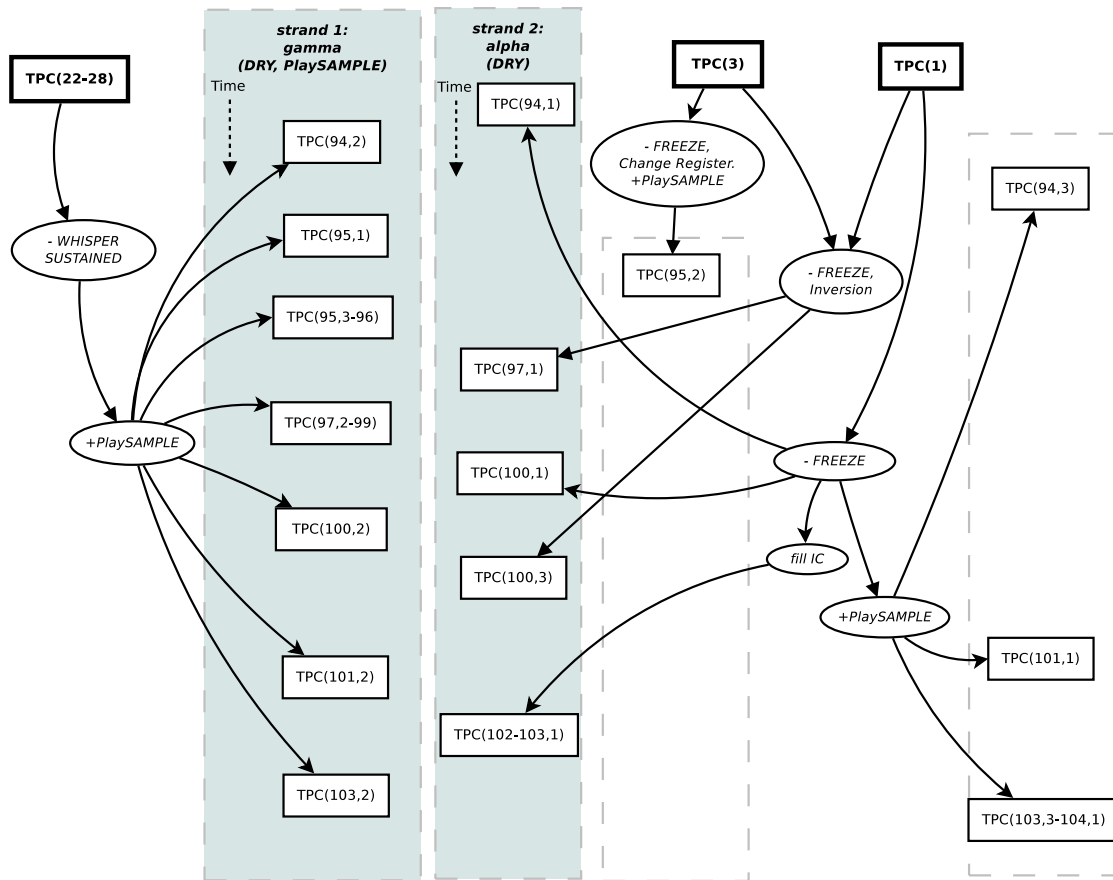 strand 1:
gamma
(DRY, PlaySAMPLE)
strand 2:
alpha
(DRY)
TPC(22-28)
TPC(3)
TPC(1)
Time
Time
TPC(94,1)
TPC(94,2)
- FREEZE,
Change Register.
+PlaySAMPLE
TPC(94,3)
- WHISPER
SUSTAINED
TPC(95,1)
TPC(95,2)
- FREEZE,
Inversion
TPC(95,3-96)
TPC(97,1)
TPC(97,2-99)
+PlaySAMPLE
- FREEZE
TPC(100,1)
TPC(100,2)
fill IC
TPC(100,3)
+PlaySAMPLE
TPC(101,1)
TPC(101,2)
TPC(102-103,1)
TPC(103,2)
TPC(103,3-104,1)